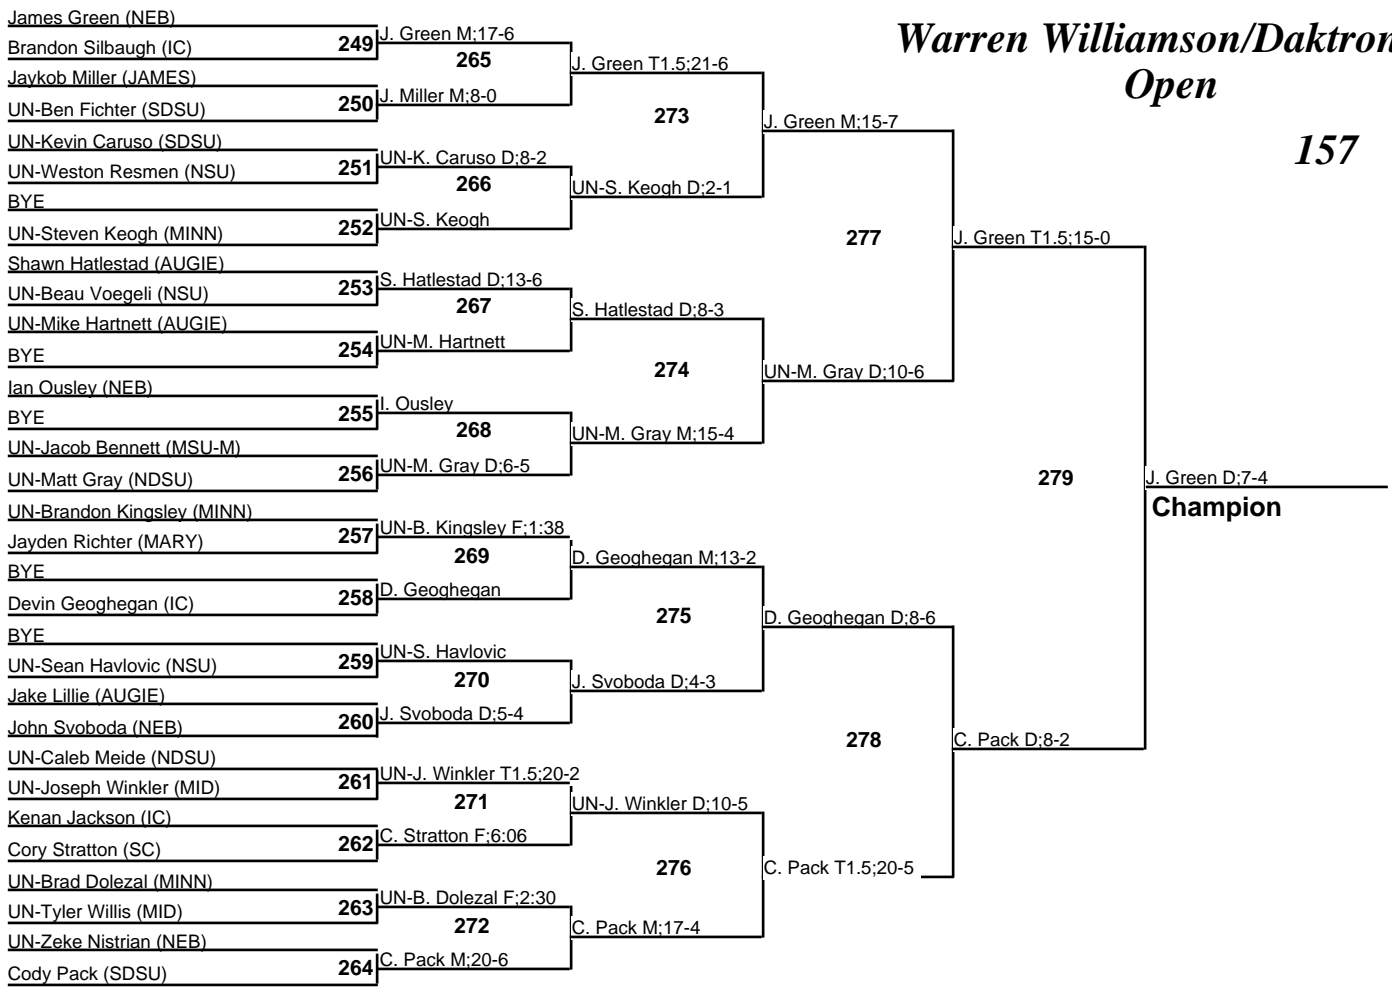 Warren Williamson/Daktron
Open
157
James Green (NEB)
Brandon Silbaugh (IC)
Jaykob Miller (JAMES)
UN-Ben Fichter (SDSU)
UN-Kevin Caruso (SDSU)
UN-Weston Resmen (NSU)
BYE
UN-Steven Keogh (MINN)
Shawn Hatlestad (AUGIE)
UN-Beau Voegeli (NSU)
UN-Mike Hartnett (AUGIE)
BYE
Ian Ousley (NEB)
BYE
UN-Jacob Bennett (MSU-M)
UN-Matt Gray (NDSU)
UN-Brandon Kingsley (MINN)
Jayden Richter (MARY)
BYE
Devin Geoghegan (IC)
BYE
UN-Sean Havlovic (NSU)
Jake Lillie (AUGIE)
John Svoboda (NEB)
UN-Caleb Meide (NDSU)
UN-Joseph Winkler (MID)
Kenan Jackson (IC)
Cory Stratton (SC)
UN-Brad Dolezal (MINN)
UN-Tyler Willis (MID)
UN-Zeke Nistrian (NEB)
Cody Pack (SDSU)
249
250
251
252
253
254
255
256
257
258
259
260
261
262
263
264
J. Green M;17-6
265
J. Miller M;8-0
UN-K. Caruso D;8-2
266
UN-S. Keogh
S. Hatlestad D;13-6
267
UN-M. Hartnett
I. Ousley
268
UN-M. Gray D;6-5
UN-B. Kingsley F;1:38
269
D. Geoghegan
UN-S. Havlovic
270
J. Svoboda D;5-4
UN-J. Winkler T1.5;20-2
271
C. Stratton F;6:06
UN-B. Dolezal F;2:30
272
C. Pack M;20-6
J. Green T1.5;21-6
273
UN-S. Keogh D;2-1
S. Hatlestad D;8-3
274
UN-M. Gray M;15-4
D. Geoghegan M;13-2
275
J. Svoboda D;4-3
UN-J. Winkler D;10-5
276
C. Pack M;17-4
J. Green M;15-7
277
UN-M. Gray D;10-6
D. Geoghegan D;8-6
278
C. Pack T1.5;20-5
J. Green T1.5;15-0
279
C. Pack D;8-2
J. Green D;7-4
Champion